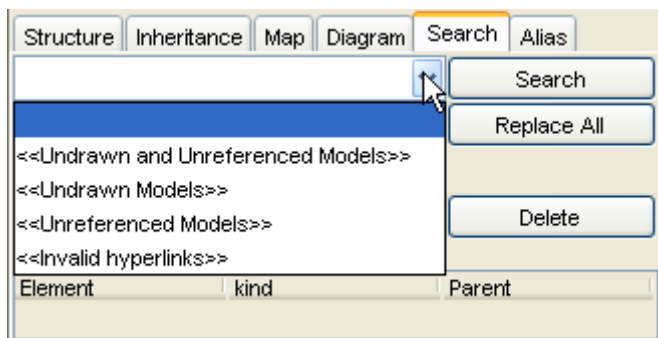 Structure Inheritance Map Diagram Search Alias
Search
Replace All
<<Undrawn and Unreferenced Models>>
<<Undrawn Models>>
<<Unreferenced Models>>
Delete
<<Invalid hyperlinks>>
Element kind Parent